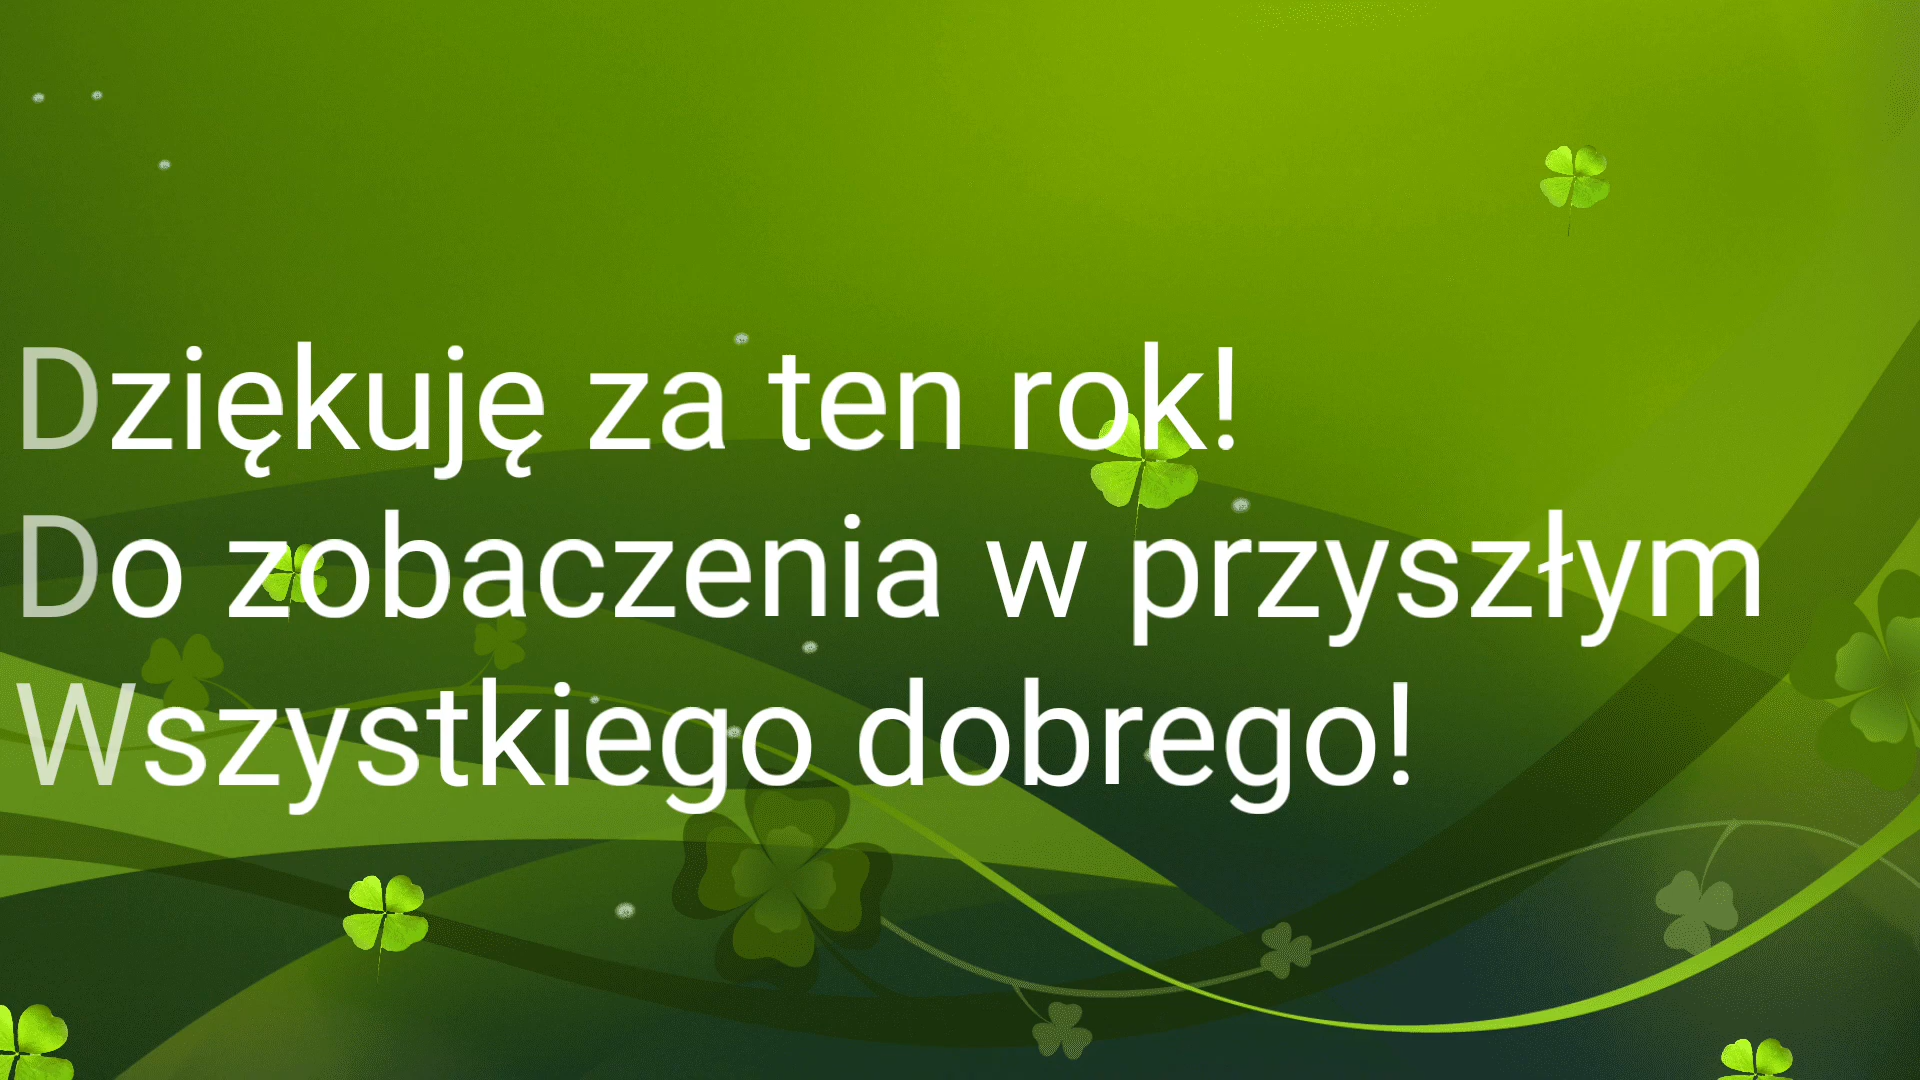 Dziękuję za ten rok!
Do zobaczenia w przyszłym
Wszystkiego dobrego!